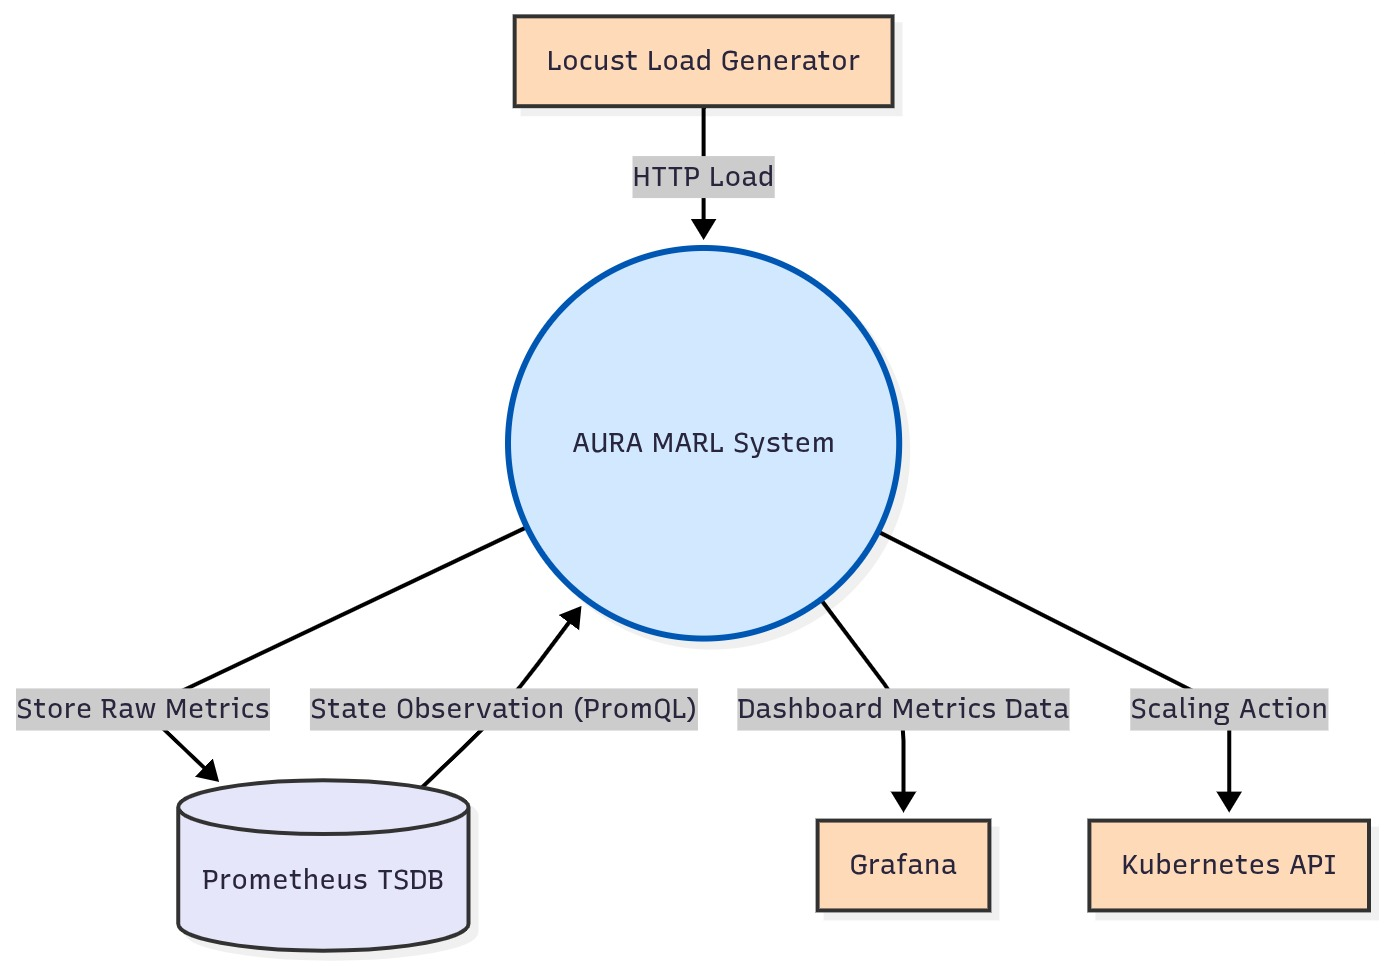 Locust Load Generator
HTTP Load
AURA MARL System
Store Raw Metrics
State Observation (PromQL)
Dashboard Metrics Data
Scaling Action
Prometheus TSDB
Grafana
Kubernetes API